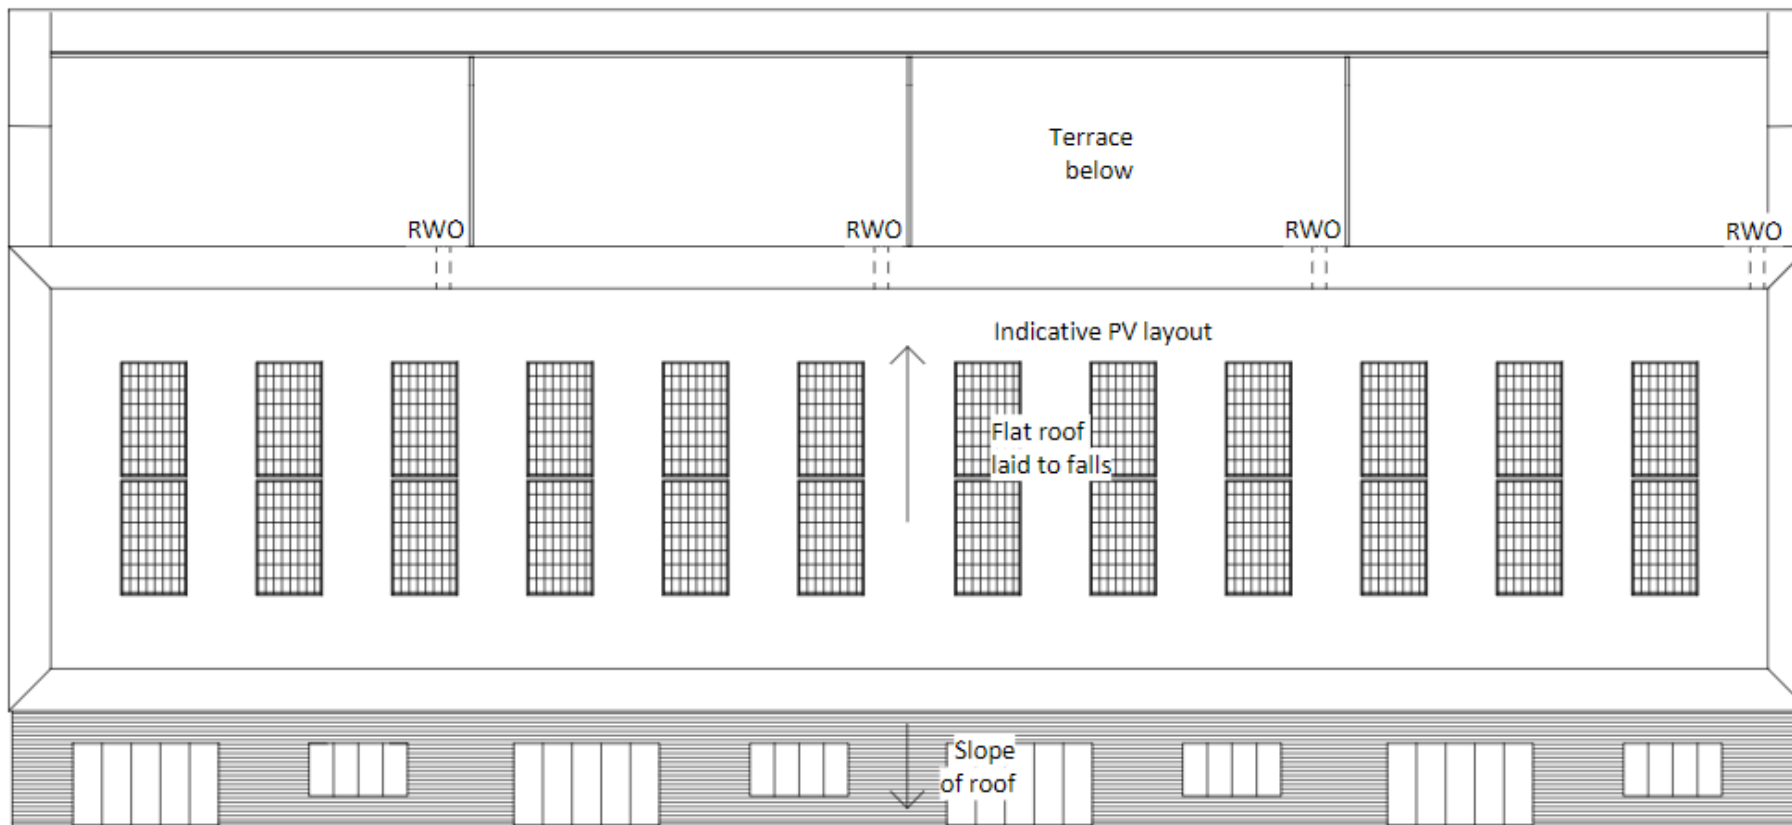 Terrace
below
RWO
RWO
RWO
RWO
Indicative PV layout
Flat roof
laid to falls
Slope
of roof